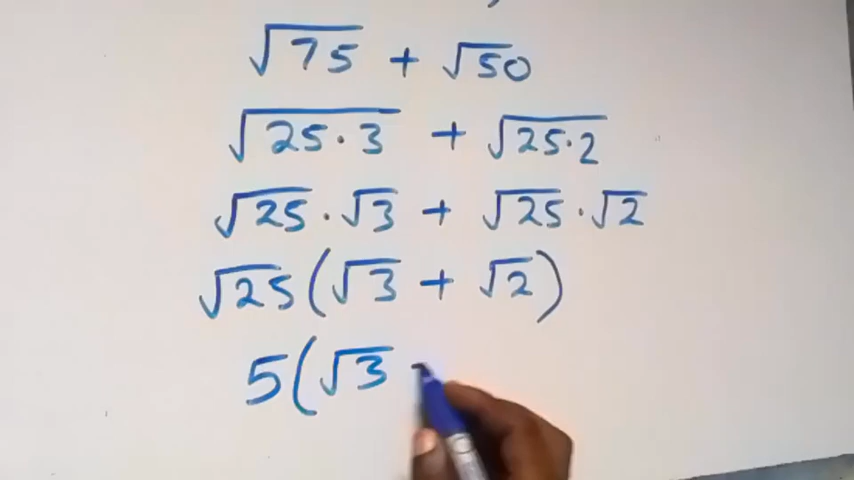 √75 + √50
√25·3 + √25·2
√25·√3 + √25·√2
√25(√3 + √2)
5(√3 -